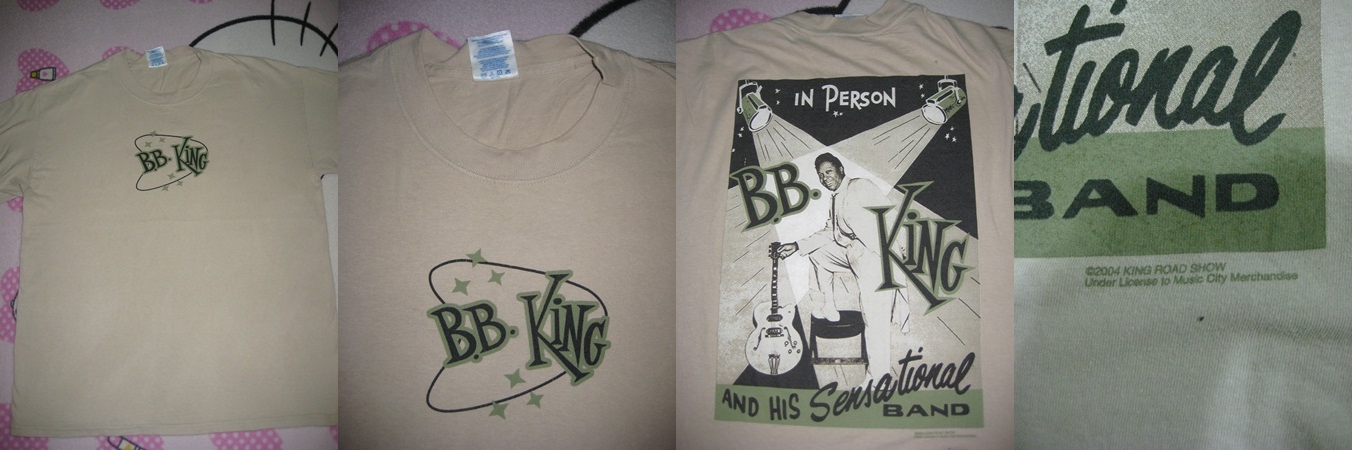 B.B. KING
B.B. KING
IN PERSON
B.B.
KING
AND HIS Sensational
BAND
ational
BAND
©2004 KING ROAD SHOW
Under License to Music City Merchandise